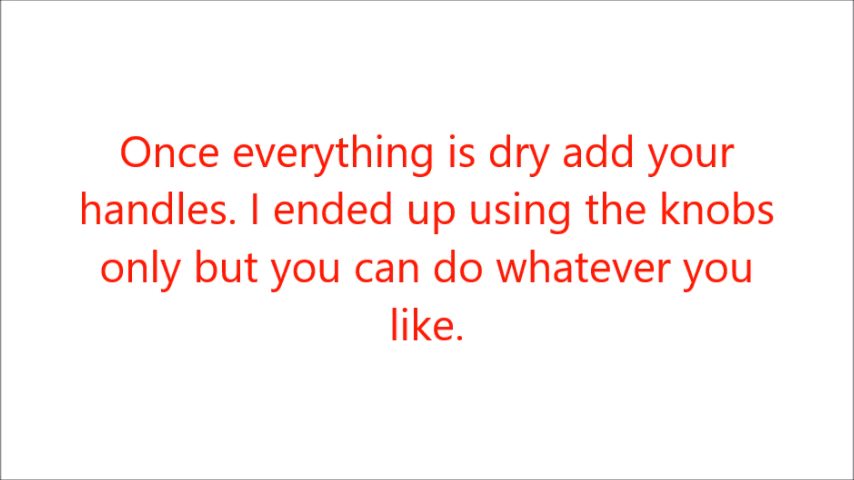 Once everything is dry add your
handles. I ended up using the knobs
only but you can do whatever you
like.